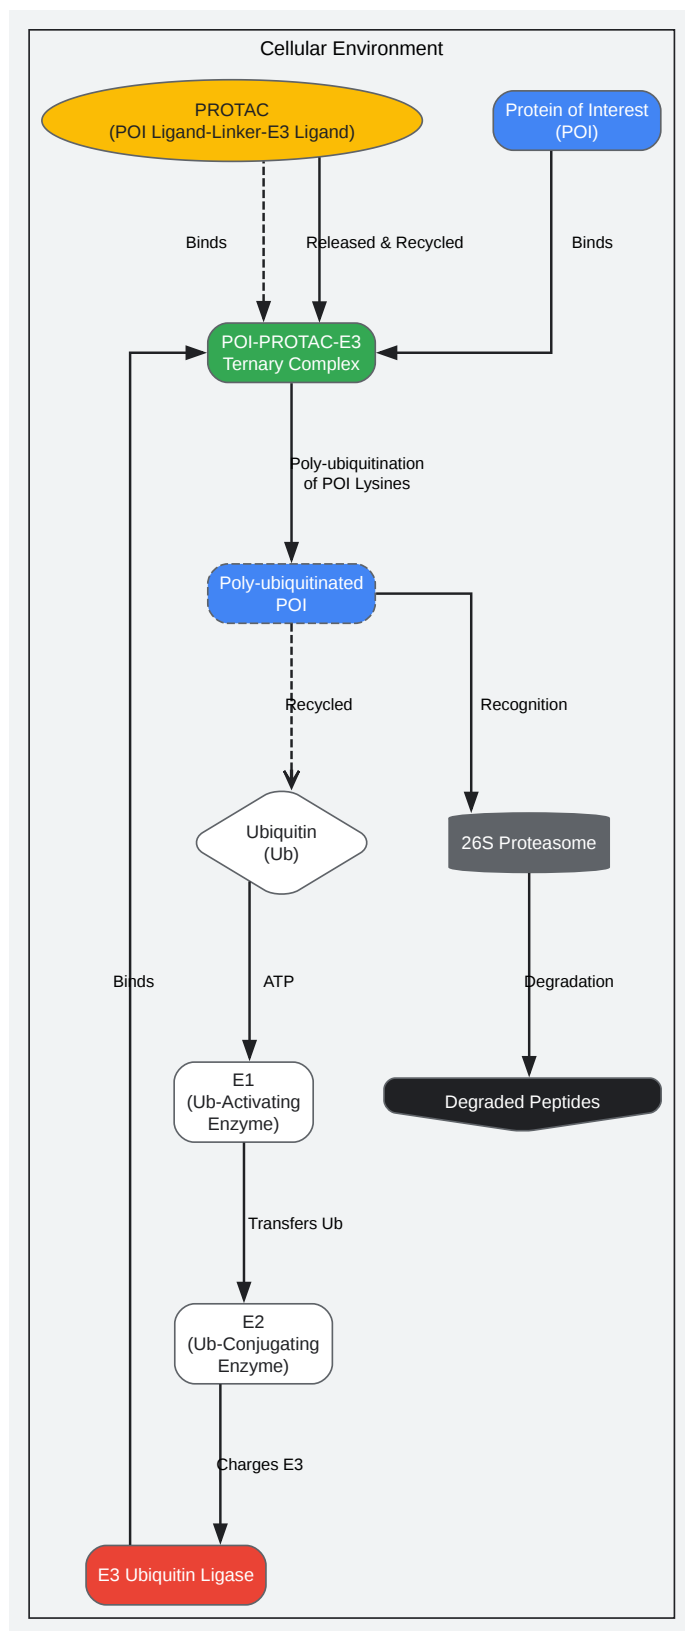 Cellular Environment
PROTAC
(POI Ligand-Linker-E3 Ligand)
Protein of Interest
(POI)
Binds
Released & Recycled
Binds
POI-PROTAC-E3
Ternary Complex
Poly-ubiquitination
of POI Lysines
Poly-ubiquitinated
POI
Recycled
Recognition
Ubiquitin
(Ub)
26S Proteasome
Binds
ATP
Degradation
E1
(Ub-Activating
Enzyme)
Degraded Peptides
Transfers Ub
E2
(Ub-Conjugating
Enzyme)
Charges E3
E3 Ubiquitin Ligase